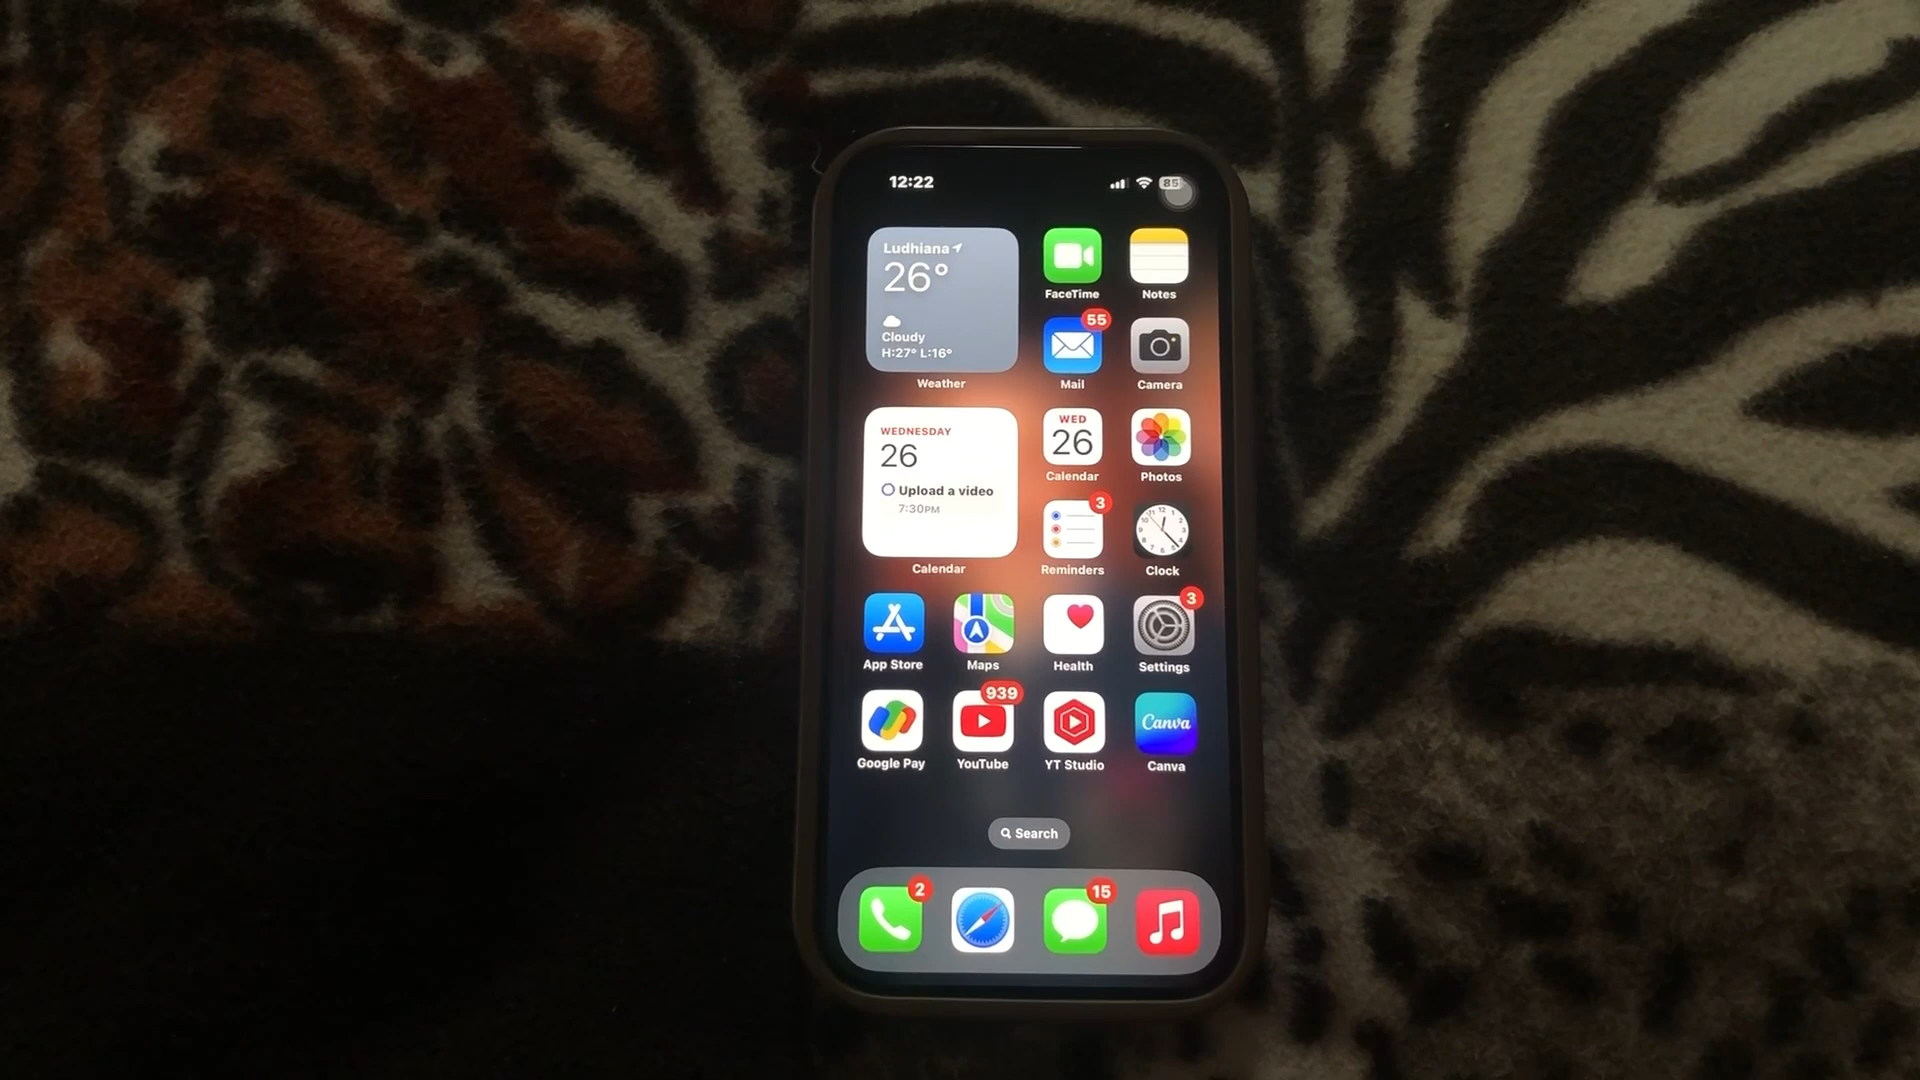 12:22
85
Ludhiana
26°
Cloudy
H:27° L:16°
Weather
FaceTime
Notes
55
Mail
Camera
WEDNESDAY
26
Upload a video
7:30PM
Calendar
WED
26
Calendar
Photos
3
Reminders
Clock
App Store
Maps
Health
3
Settings
Google Pay
939
YouTube
YT Studio
Canva
Canva
Search
2
15